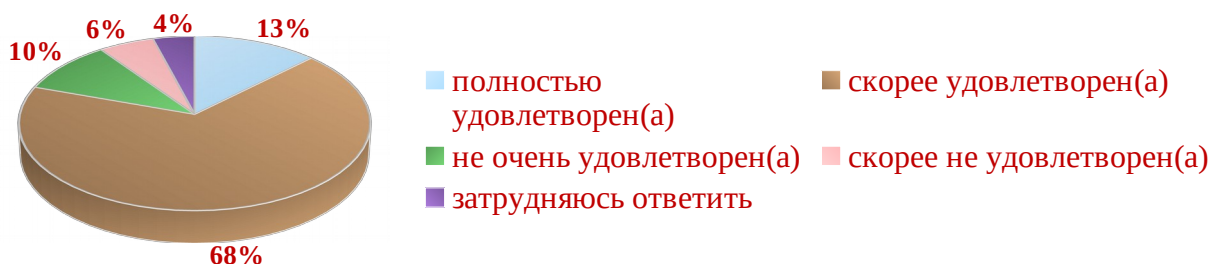 4%
13%
6%
10%
68%
полностью
удовлетворен(а)
скорее удовлетворен(а)
не очень удовлетворен(а)
скорее не удовлетворен(а)
затрудняюсь ответить